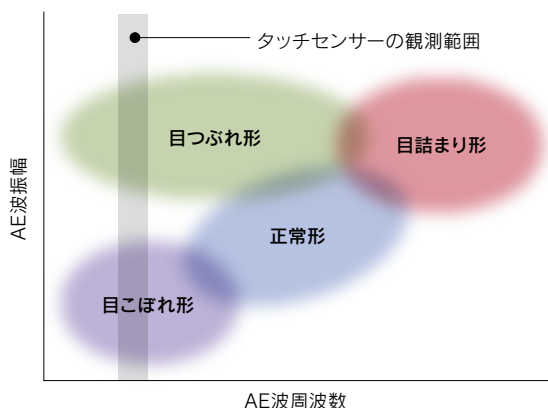 タッチセンサーの観測範囲
目つぶれ形
目詰まり形
正常形
目こぼれ形
AE波振幅
AE波周波数